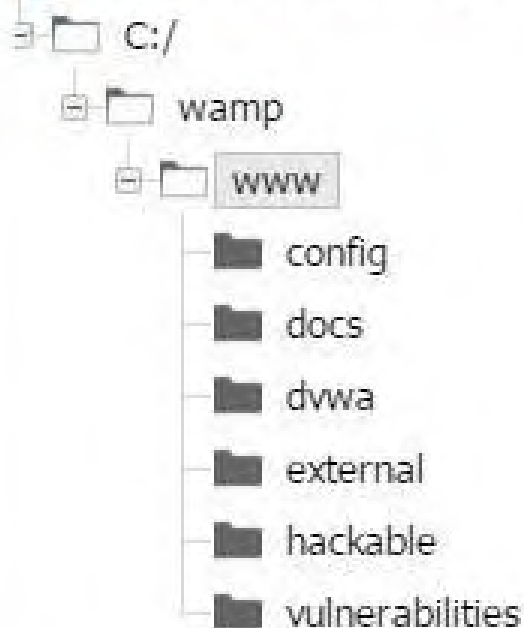 C:/
wamp
www
config
docs
dvwa
external
hackable
vulnerabilities